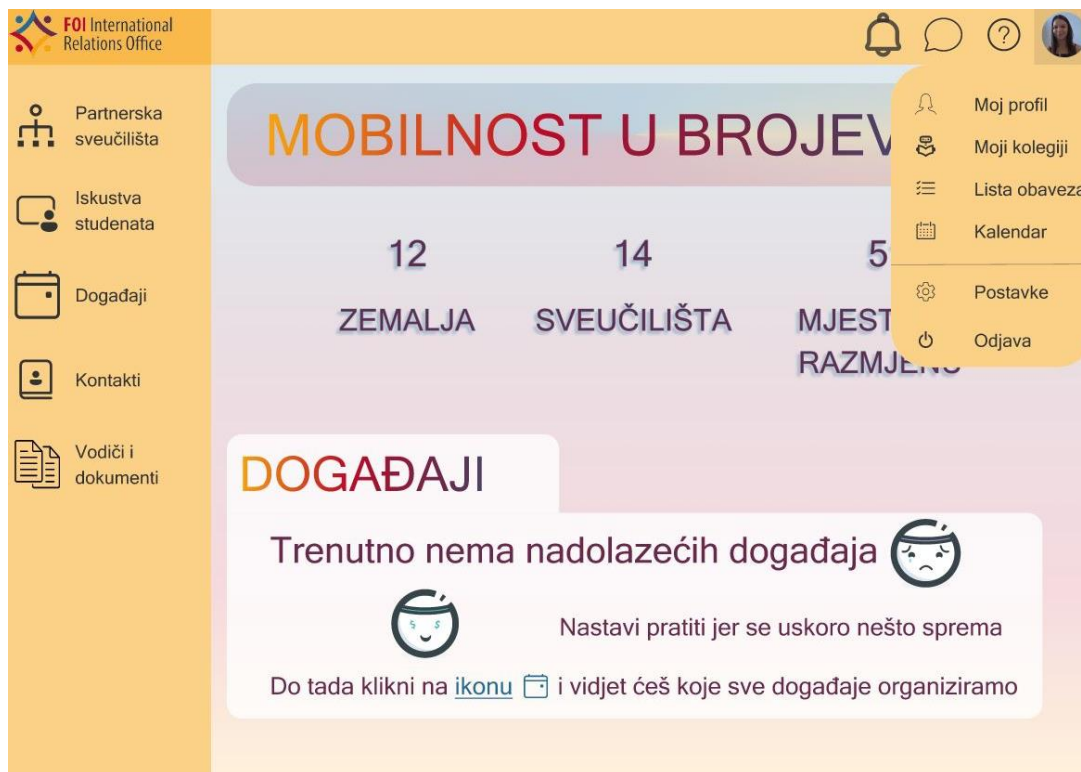 FOI International
Relations Office
Partnerska
sveučilišta
Iskustva
studenata
Događaji
Kontakti
Vodiči i
dokumenti
MOBILNOST U BROJEV
12
ZEMALJA
14
SVEUČILIŠTA
5
MJEST
RAZMJENU
Moj profil
Moji kolegiji
Lista obaveza
Kalendar
Postavke
Odjava
DOGAĐAJI
Trenutno nema nadolazećih događaja
Nastavi pratiti jer se uskoro nešto sprema
Do tada klikni na ikonu i vidjet ćeš koje sve događaje organiziramo